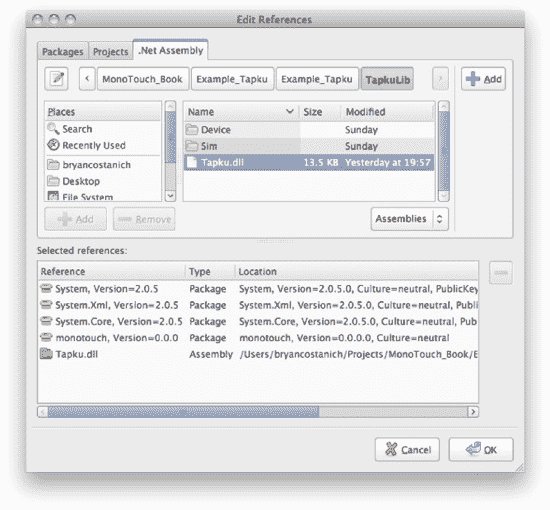 Edit References
Packages Projects .Net Assembly
MonoTouch_Book Example_Tapku Example_Tapku TapkuLib Add
Places
Search
Recently Used
bryancostanich
Desktop
File System
Name Size Modified
Device Sunday
Sim Sunday
Tapku.dll 13.5 KB Yesterday at 19:57
Add Remove Assemblies
Selected references:
Reference Type Location
System, Version=2.0.5 Package System, Version=2.0.5.0, Culture=neutral, PublicKey
System.Xml, Version=2.0.5 Package System.Xml, Version=2.0.5.0, Culture=neutral, Publ
System.Core, Version=2.0.5 Package System.Core, Version=2.0.5.0, Culture=neutral, Pub
monotouch, Version=0.0.0 Package monotouch, Version=0.0.0.0, Culture=neutral
Tapku.dll Assembly /Users/bryancostanich/Projects/MonoTouch_Book/E
Cancel OK